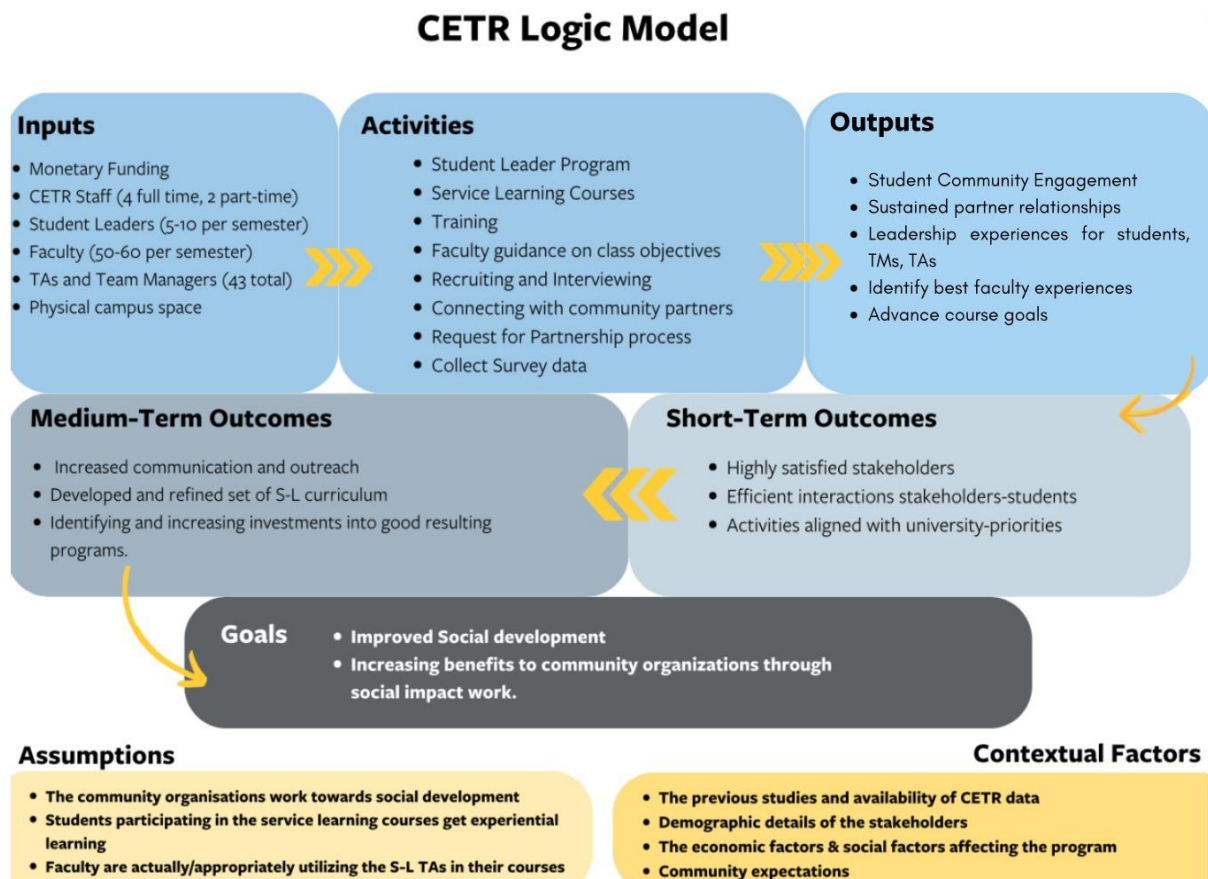 CETR Logic Model
Inputs
• Monetary Funding
• CETR Staff (4 full time, 2 part-time)
• Student Leaders (5-10 per semester)
• Faculty (50-60 per semester)
• TAs and Team Managers (43 total)
• Physical campus space
Activities
• Student Leader Program
• Service Learning Courses
• Training
• Faculty guidance on class objectives
• Recruiting and Interviewing
• Connecting with community partners
• Request for Partnership process
• Collect Survey data
Outputs
• Student Community Engagement
• Sustained partner relationships
• Leadership experiences for students,
TMs, TAs
• Identify best faculty experiences
• Advance course goals
Short-Term Outcomes
• Highly satisfied stakeholders
• Efficient interactions stakeholders-students
• Activities aligned with university-priorities
Medium-Term Outcomes
• Increased communication and outreach
• Developed and refined set of S-L curriculum
• Identifying and increasing investments into good resulting
programs.
Goals
• Improved Social development
• Increasing benefits to community organizations through
social impact work.
Assumptions
• The community organisations work towards social development
• Students participating in the service learning courses get experiential
learning
• Faculty are actually/appropriately utilizing the S-L TAs in their courses
Contextual Factors
• The previous studies and availability of CETR data
• Demographic details of the stakeholders
• The economic factors & social factors affecting the program
• Community expectations